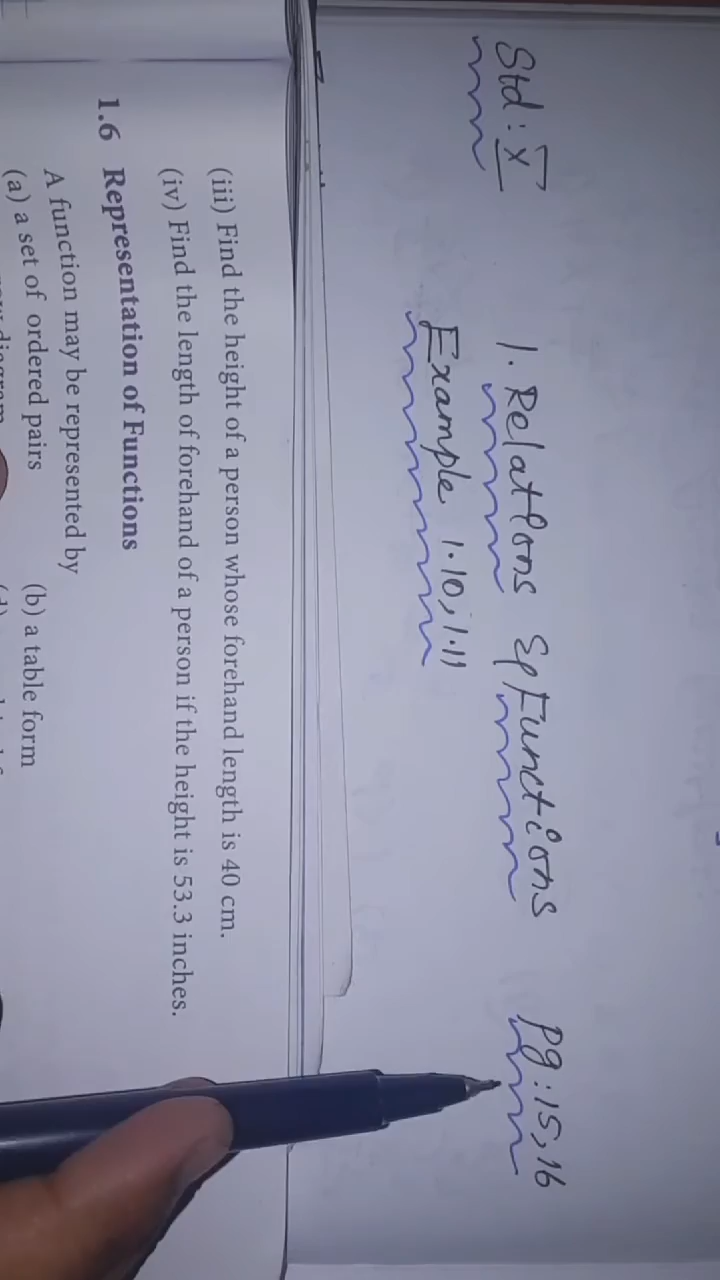 Std: X
1. Relations & Functions
Pg: 15, 16
Example 1.10, 1.11
(iii) Find the height of a person whose forehand length is 40 cm.
(iv) Find the length of forehand of a person if the height is 53.3 inches.
1.6 Representation of Functions
A function may be represented by
(a) a set of ordered pairs
(b) a table form